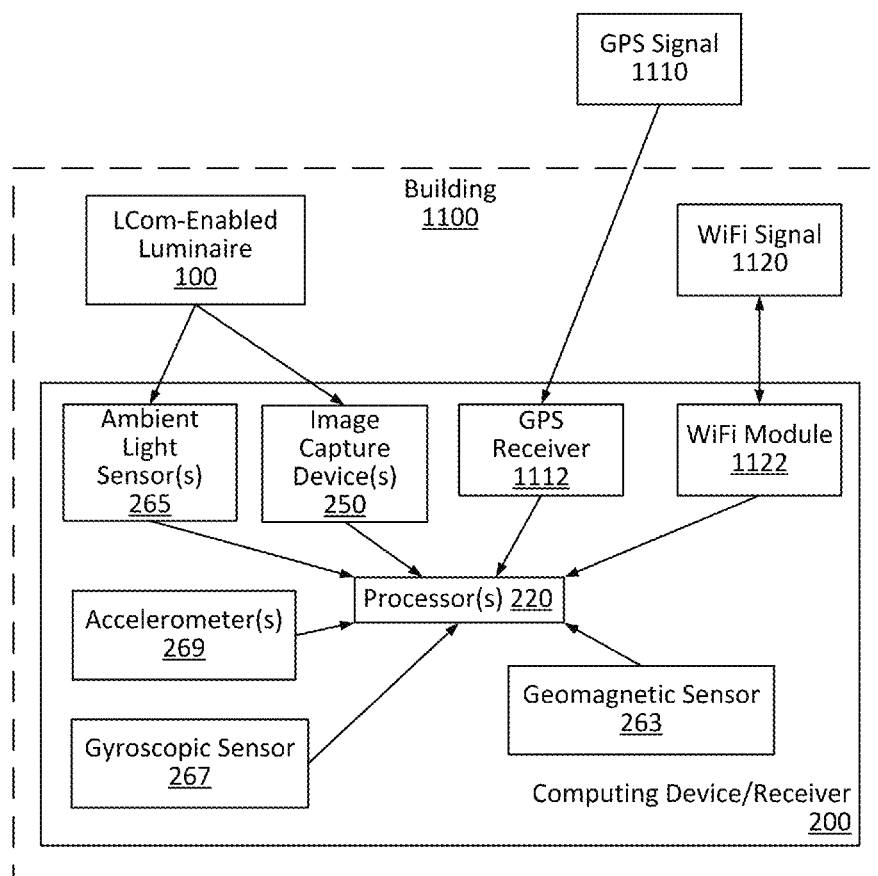 GPS Signal
1110
Building
1100
LCom-Enabled
Luminaire
100
WiFi Signal
1120
Ambient
Light
Sensor(s)
265
Image
Capture
Device(s)
250
GPS
Receiver
1112
WiFi Module
1122
Processor(s) 220
Accelerometer(s)
269
Geomagnetic Sensor
263
Gyroscopic Sensor
267
Computing Device/Receiver
200